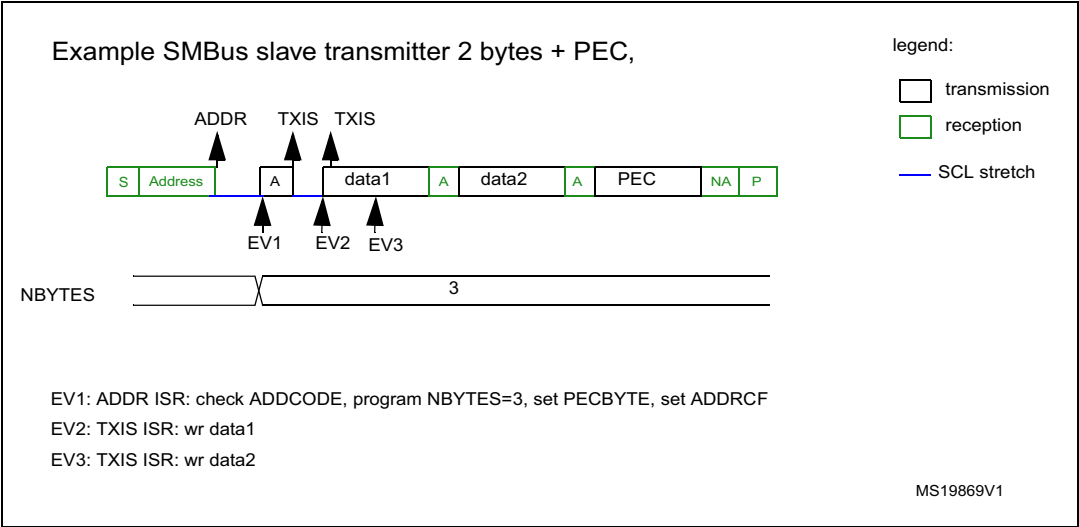 Example SMBus slave transmitter 2 bytes + PEC,
legend:
transmission
reception
SCL stretch
ADDR TXIS TXIS
S Address A data1 A data2 A PEC NA P
EV1 EV2 EV3
NBYTES 3
EV1: ADDR ISR: check ADDCODE, program NBYTES=3, set PECBYTE, set ADDRCF
EV2: TXIS ISR: wr data1
EV3: TXIS ISR: wr data2
MS19869V1